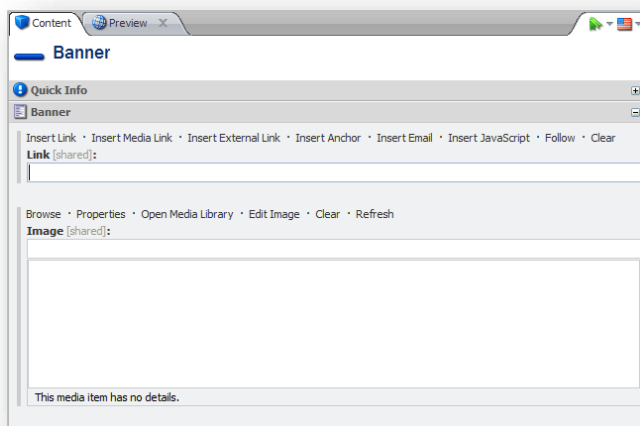 Content Preview X
Banner
Quick Info
Banner
Insert Link · Insert Media Link · Insert External Link · Insert Anchor · Insert Email · Insert JavaScript · Follow · Clear
Link [shared]:
Browse · Properties · Open Media Library · Edit Image · Clear · Refresh
Image [shared]:
This media item has no details.